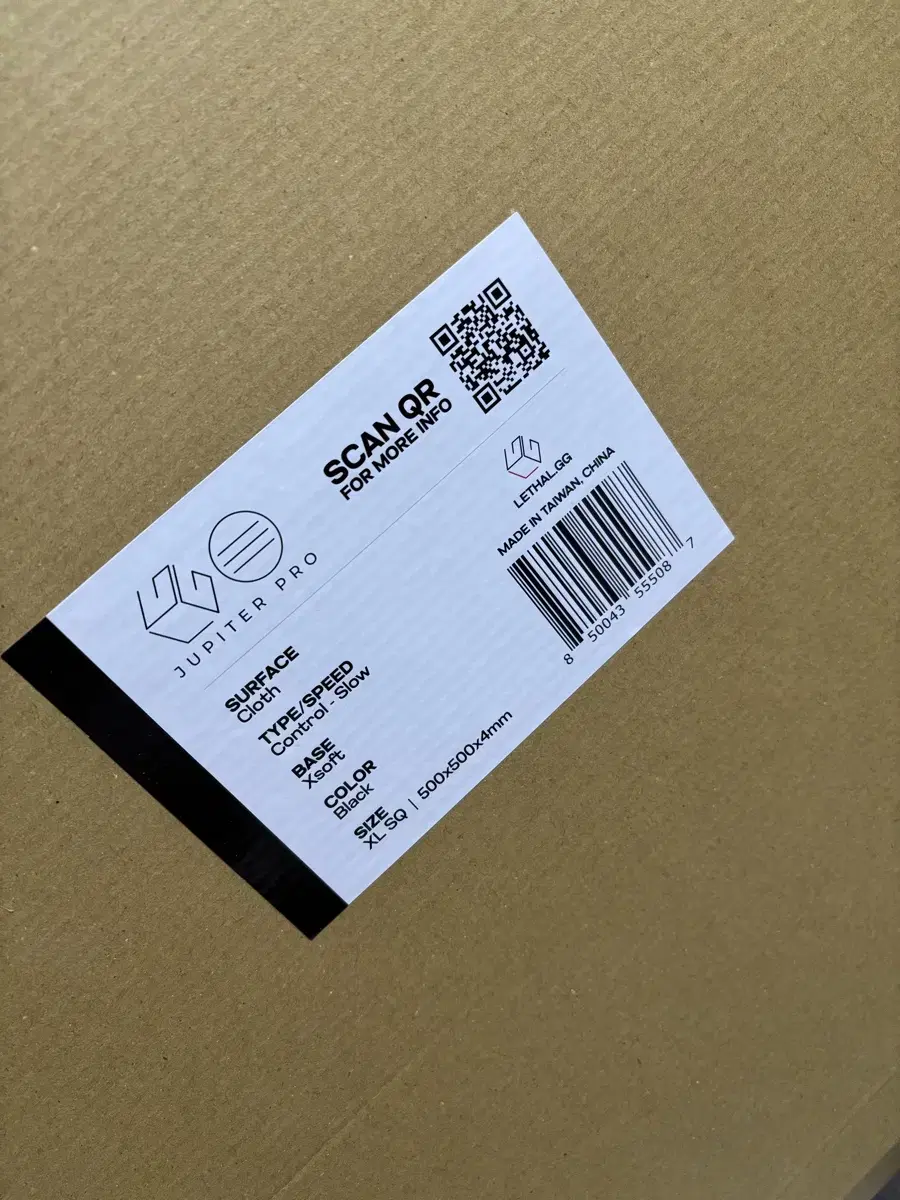 JUPITER PRO
SCAN QR
FOR MORE INFO
SURFACE
Cloth
TYPE/SPEED
Control - Slow
BASE
Xsoft
COLOR
Black
SIZE
XL SQ | 500x500x4mm
LETHAL.GG
MADE IN TAIWAN, CHINA
8 50043 55508 7